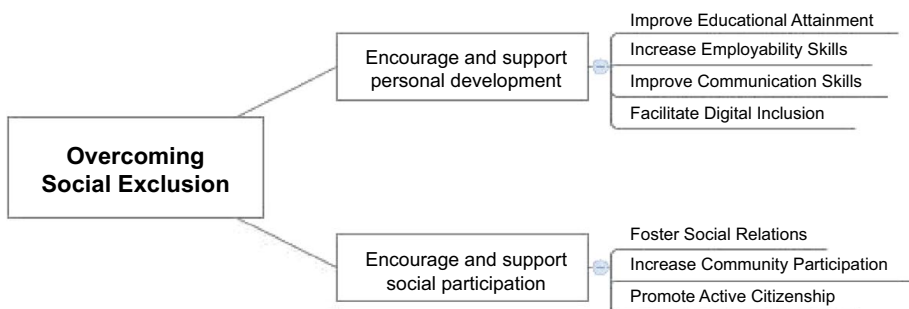 Overcoming
Social Exclusion
Encourage and support
personal development
Improve Educational Attainment
Increase Employability Skills
Improve Communication Skills
Facilitate Digital Inclusion
Encourage and support
social participation
Foster Social Relations
Increase Community Participation
Promote Active Citizenship